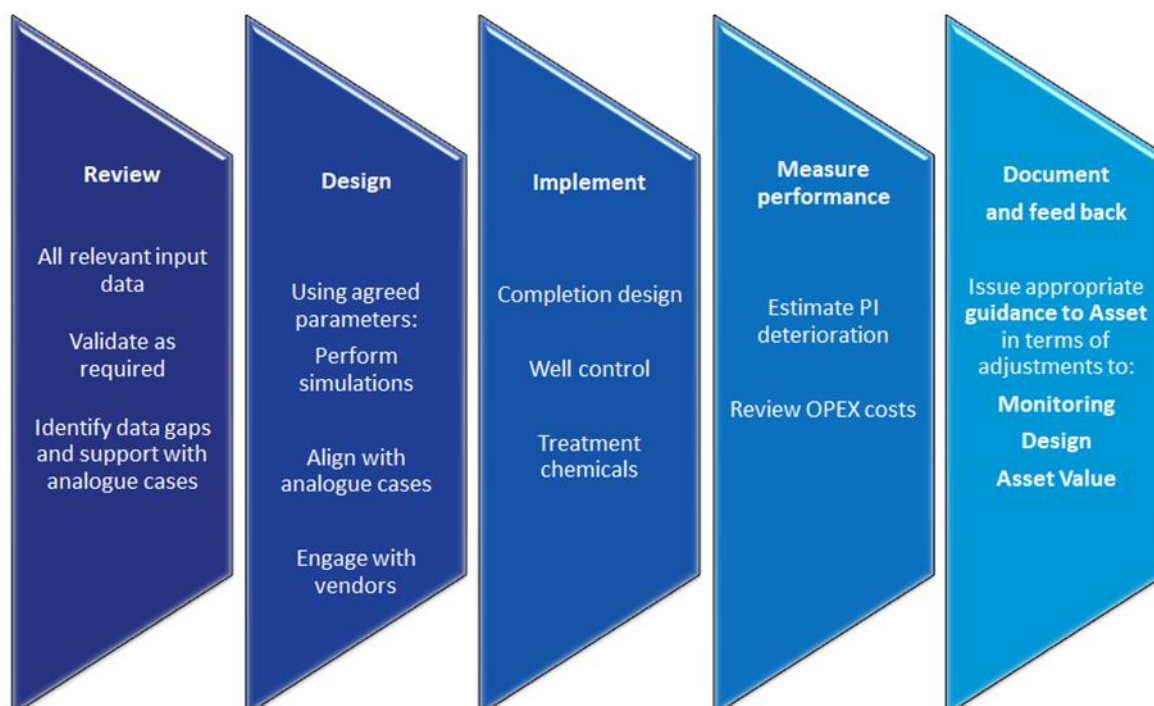 Review
All relevant input
data
Validate as
required
Identify data gaps
and support with
analogue cases
Design
Using agreed
parameters:
Perform
simulations
Align with
analogue cases
Engage with
vendors
Implement
Completion design
Well control
Treatment
chemicals
Measure
performance
Estimate PI
deterioration
Review OPEX costs
Document
and feed back
Issue appropriate
guidance to Asset
in terms of
adjustments to:
Monitoring
Design
Asset Value